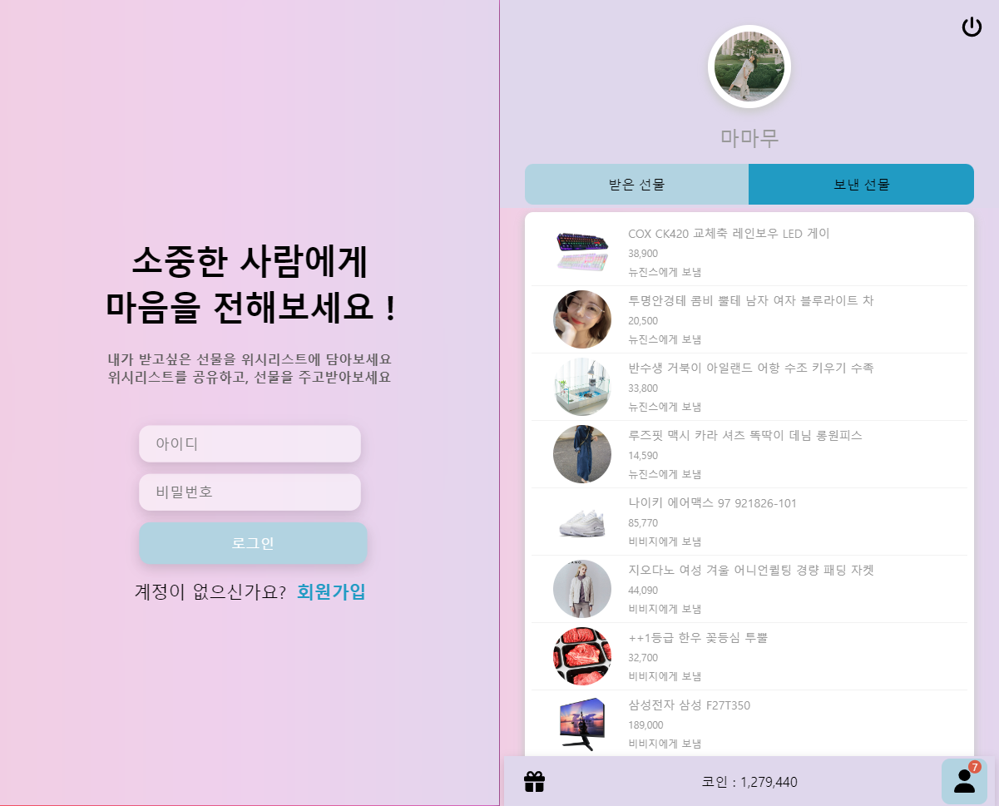 소중한 사람에게
마음을 전해보세요 !
내가 받고싶은 선물을 위시리스트에 담아보세요
위시리스트를 공유하고, 선물을 주고받아보세요
아이디
비밀번호
로그인
계정이 없으신가요? 회원가입
마마무
받은 선물
보낸 선물
COX CK420 교체축 레인보우 LED 게이
38,900
뉴진스에게 보냄
투명안경테 콤비 뿔테 남자 여자 블루라이트 차
20,500
뉴진스에게 보냄
반수생 거북이 아일랜드 어항 수조 키우기 수족
33,800
뉴진스에게 보냄
루즈핏 맥시 카라 셔츠 똑딱이 데님 롱원피스
14,590
뉴진스에게 보냄
나이키 에어맥스 97 921826-101
85,770
비비지에게 보냄
지오다노 여성 겨울 어니언퀼팅 경량 패딩 자켓
44,090
비비지에게 보냄
++1등급 한우 꽃등심 투뿔
32,700
비비지에게 보냄
삼성전자 삼성 F27T350
189,000
비비지에게 보냄
코인 : 1,279,440
7